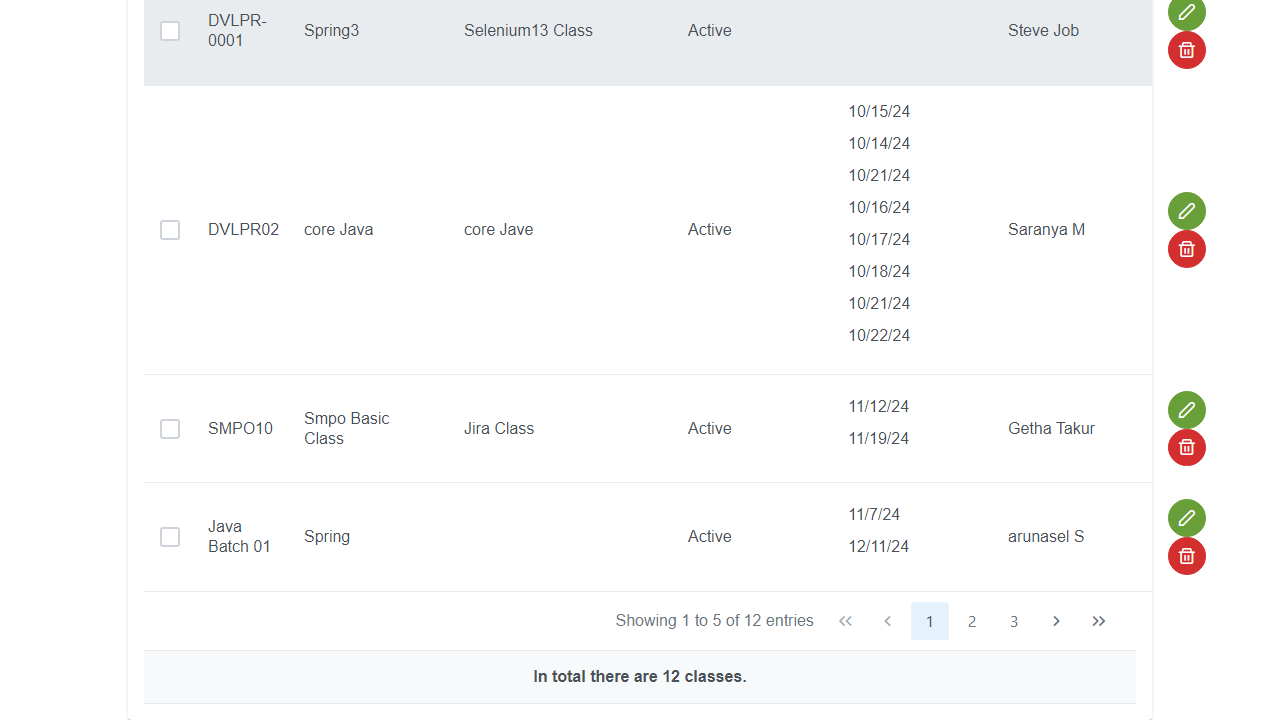 DVLPR-
0001
Spring3
Selenium13 Class
Active
Steve Job
DVLPR02
core Java
core Jave
Active
10/15/24
10/14/24
10/21/24
10/16/24
10/17/24
10/18/24
10/21/24
10/22/24
Saranya M
SMPO10
Smpo Basic
Class
Jira Class
Active
11/12/24
11/19/24
Getha Takur
Java
Batch 01
Spring
Active
11/7/24
12/11/24
arunasel S
Showing 1 to 5 of 12 entries
1 2 3
In total there are 12 classes.